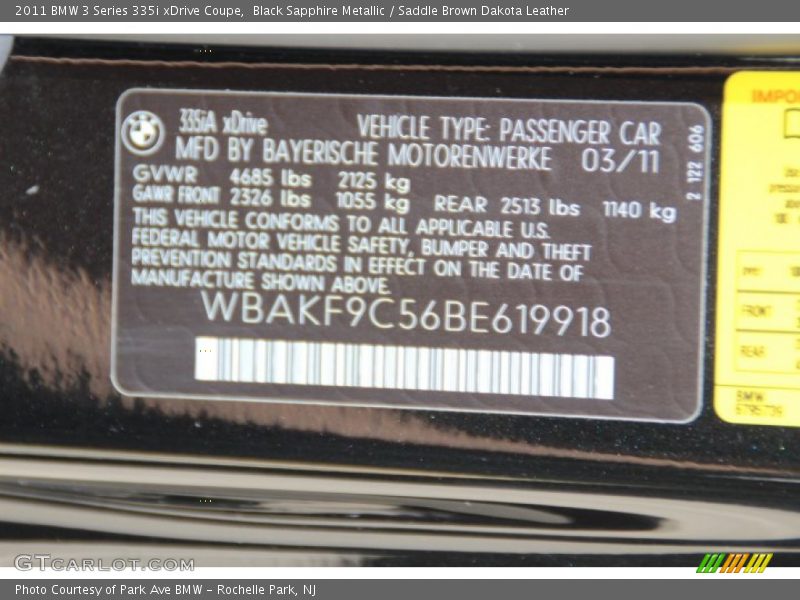 2011 BMW 3 Series 335i xDrive Coupe,  Black Sapphire Metallic / Saddle Brown Dakota Leather
335iA xDrive VEHICLE TYPE: PASSENGER CAR
MFD BY BAYERISCHE MOTORENWERKE 03/11
GVWR 4685 lbs 2125 kg
GAWR FRONT 2326 lbs 1055 kg REAR 2513 lbs 1140 kg
THIS VEHICLE CONFORMS TO ALL APPLICABLE U.S.
FEDERAL MOTOR VEHICLE SAFETY, BUMPER AND THEFT
PREVENTION STANDARDS IN EFFECT ON THE DATE OF
MANUFACTURE SHOWN ABOVE.
WBAKF9C56BE619918
2 122 606
FRONT
REAR
BMW
GTCARLOT.COM
Photo Courtesy of Park Ave BMW - Rochelle Park, NJ